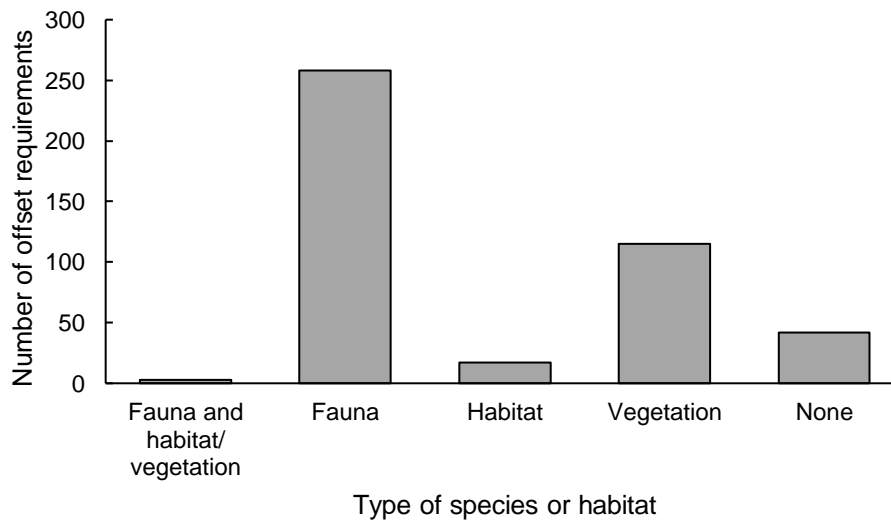 Number of offset requirements
300
250
200
150
100
50
0
Fauna and
habitat/
vegetation
Fauna
Habitat
Vegetation
None
Type of species or habitat